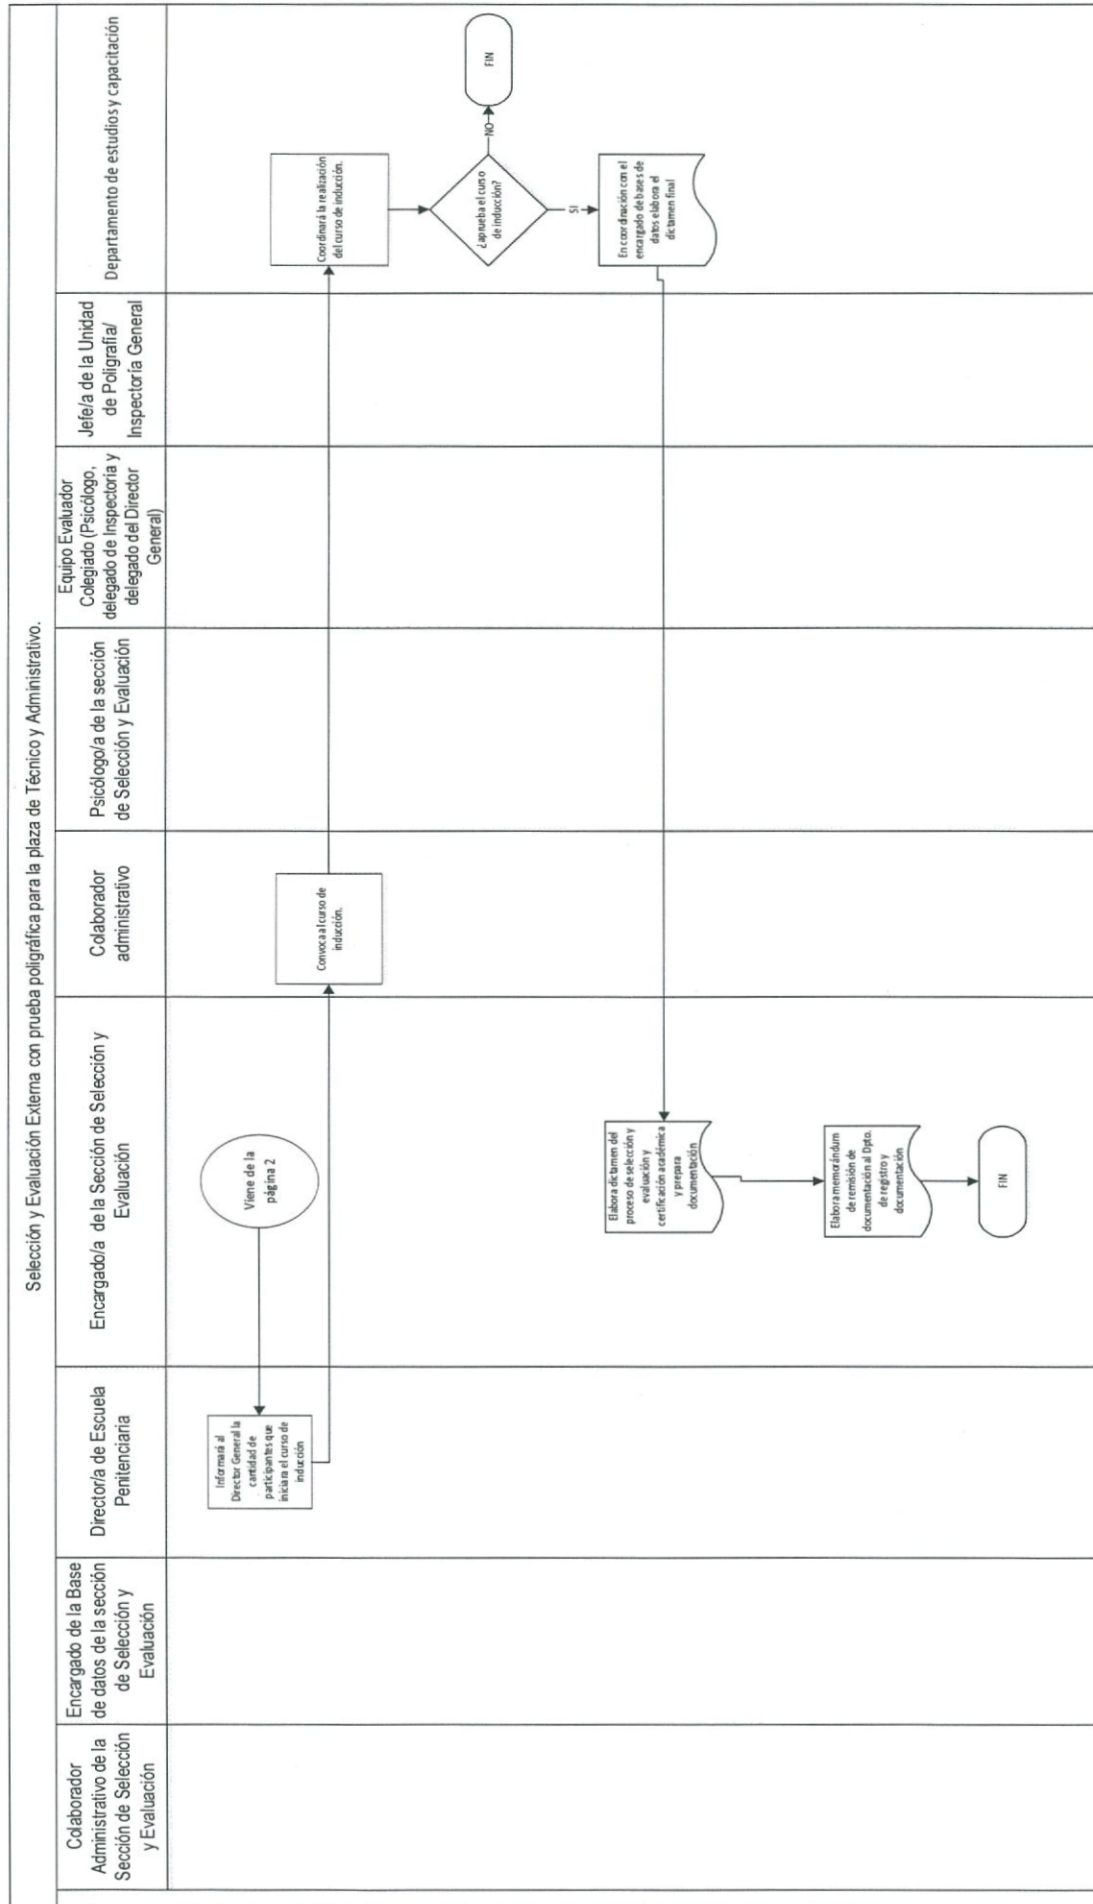 Selección y Evaluación Externa con prueba poligráfica para la plaza de Técnico y Administrativo.
Colaborador
Administrativo de la
Sección de Selección
y Evaluación
Encargado de la Base
de datos de la sección
de Selección y
Evaluación
Director/a de Escuela
Penitenciaria
Encargado/a de la Sección de Selección y
Evaluación
Colaborador
administrativo
Psicólogo/a de la sección
de Selección y Evaluación
Equipo Evaluador
Colegiado (Psicólogo,
delegado de Inspectoria y
delegado del Director
General)
Jefe/a de la Unidad
de Poligrafía/
Inspectoría General
Departamento de estudios y capacitación
Viene de la
página 2
Informará al
Director General la
cantidad de
participantes que
iniciara el curso de
inducción
Convoca al curso de
inducción.
Coordinará la realización
del curso de inducción.
¿aprueba el curso
de inducción?
NO
FIN
SI
En coordinación con el
encargado de bases de
datos elabora el
dictamen final
Elabora dictamen del
proceso de selección y
evaluación y
certificación académica
y prepara
documentación
Elabora memorándum
de remisión de
documentación al Dpto.
de registro y
documentación
FIN